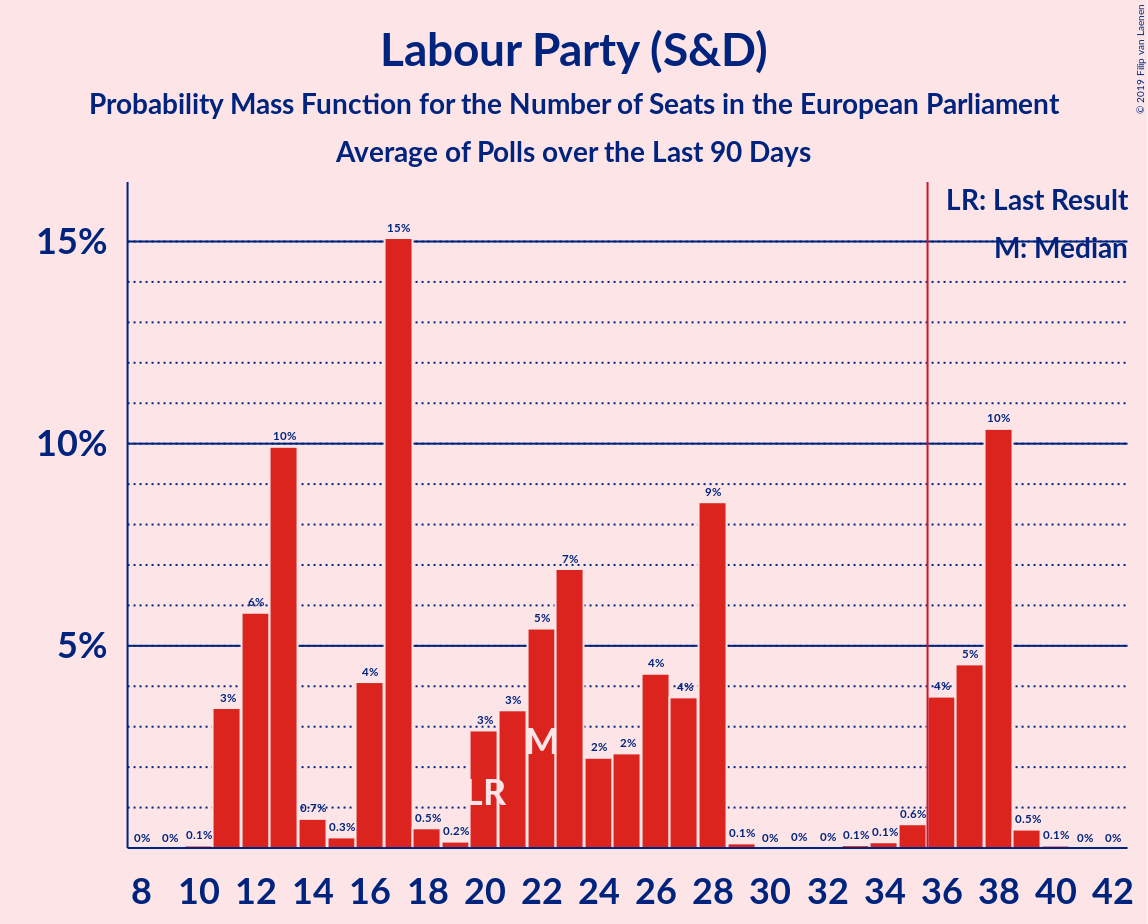 Labour Party (S&D)
Probability Mass Function for the Number of Seats in the European Parliament
Average of Polls over the Last 90 Days
© 2019 Filip van Laenen
LR: Last Result
M: Median
15%
10%
5%
0% 0% 0.1% 3% 6% 10% 0.7% 0.3% 4% 15% 0.5% 0.2% 3% 3% 5% 7% 2% 2% 4% 4% 9% 0.1% 0% 0% 0% 0.1% 0.1% 0.6% 4% 5% 10% 0.5% 0.1% 0% 0%
M
LR
8 10 12 14 16 18 20 22 24 26 28 30 32 34 36 38 40 42